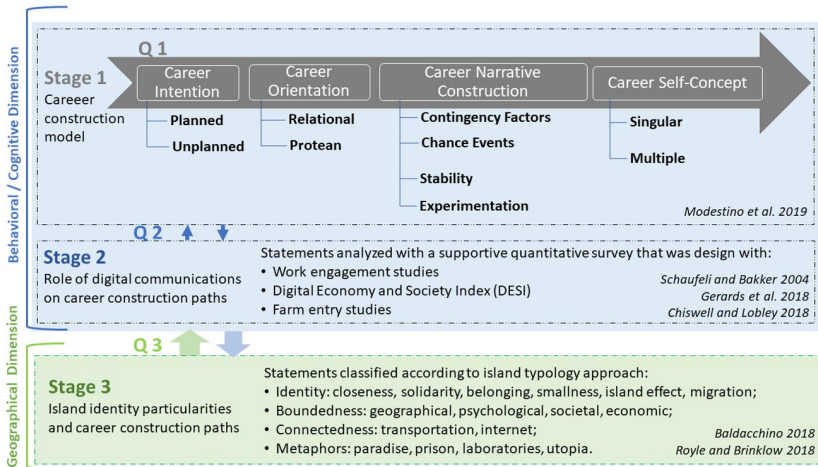 Behavioral / Cognitive Dimension
Q 1
Stage 1
Careeer
construction
model
Career
Intention
Planned
Unplanned
Career
Orientation
Relational
Protean
Career Narrative
Construction
Contingency Factors
Chance Events
Stability
Experimentation
Career Self-Concept
Singular
Multiple
Modestino et al. 2019
Q 2
Stage 2
Role of digital communications
on career construction paths
Statements analyzed with a supportive quantitative survey that was design with:
• Work engagement studies
• Digital Economy and Society Index (DESI)
• Farm entry studies
Schaufeli and Bakker 2004
Gerards et al. 2018
Chiswell and Lobley 2018
Geographical Dimension
Q 3
Stage 3
Island identity particularities
and career construction paths
Statements classified according to island typology approach:
• Identity: closeness, solidarity, belonging, smallness, island effect, migration;
• Boundedness: geographical, psychological, societal, economic;
• Connectedness: transportation, internet;
• Metaphors: paradise, prison, laboratories, utopia.
Baldacchino 2018
Royle and Brinklow 2018